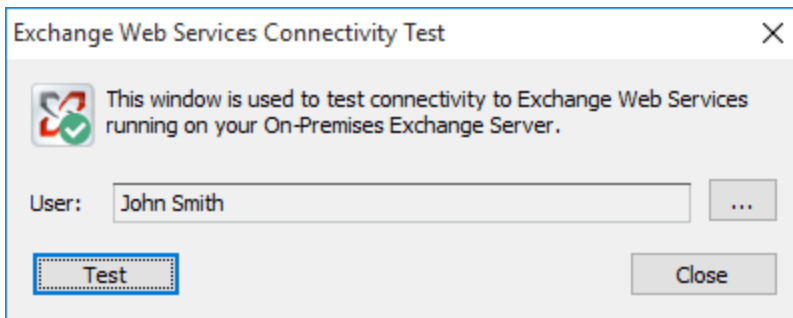 Exchange Web Services Connectivity Test
This window is used to test connectivity to Exchange Web Services
running on your On-Premises Exchange Server.
User: John Smith ...
Test Close